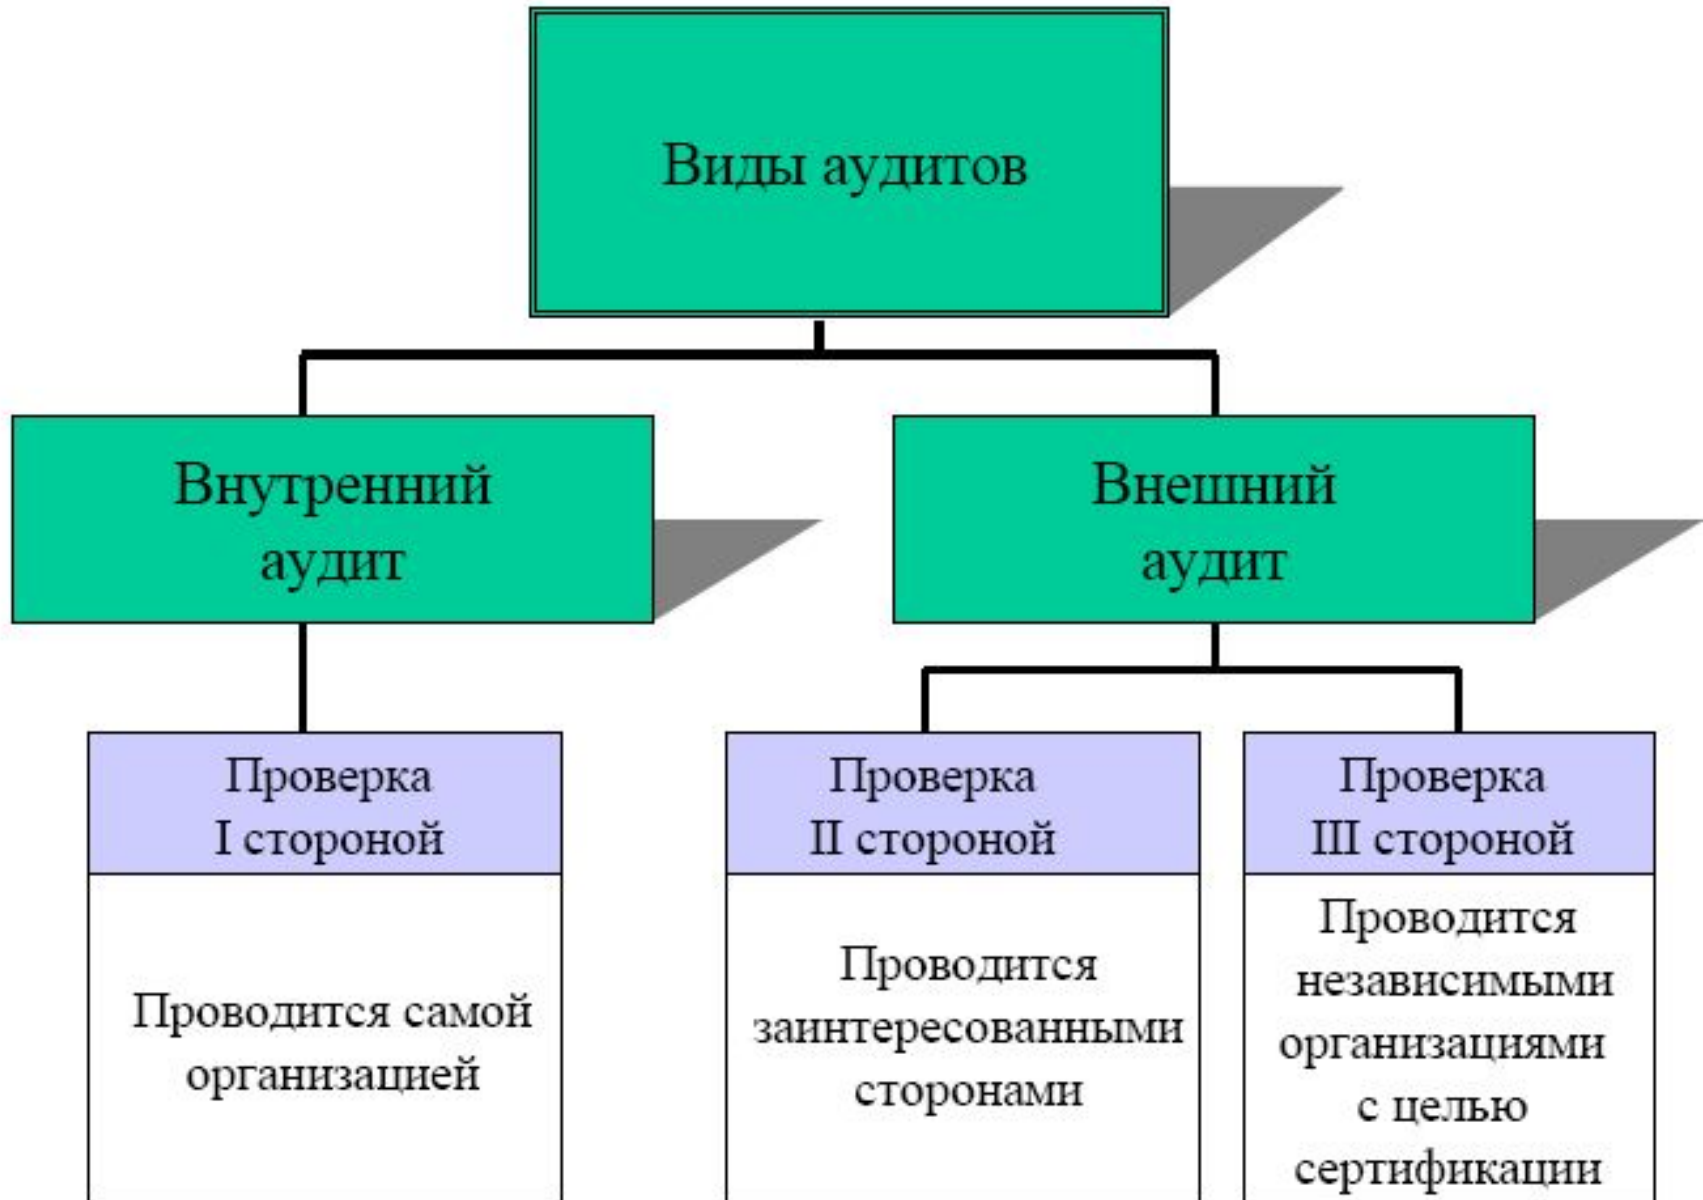 Виды аудитов
Внутренний
аудит
Внешний
аудит
Проверка
I стороной
Проводится самой
организацией
Проверка
II стороной
Проводится
заинтересованными
сторонами
Проверка
III стороной
Проводится
независимыми
организациями
с целью
сертификации